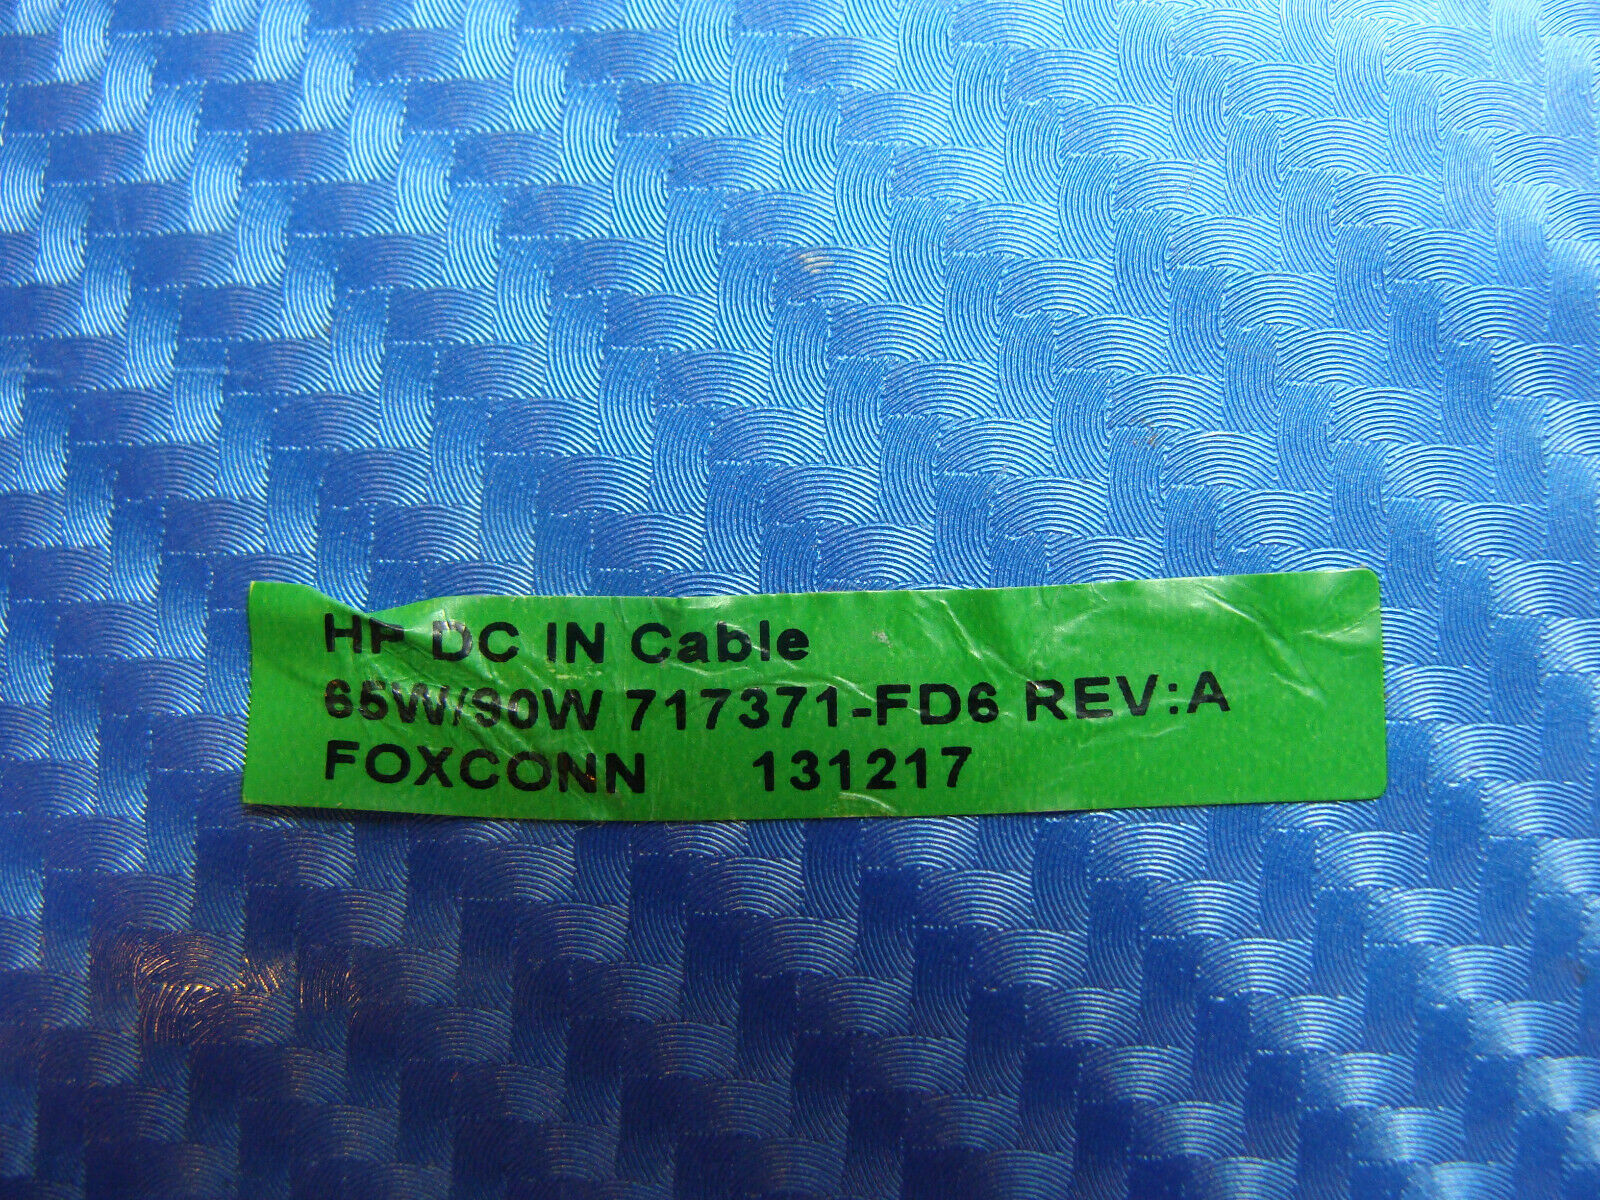 HP DC IN Cable
65W/90W 717371-FD6 REV:A
FOXCONN 131217